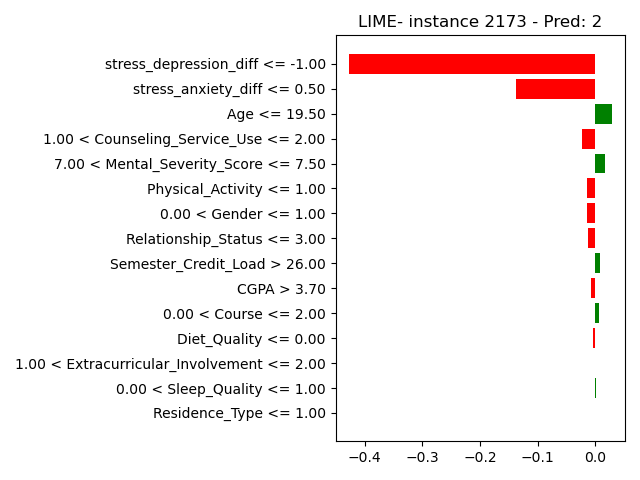 LIME- instance 2173 - Pred: 2
stress_depression_diff <= -1.00
stress_anxiety_diff <= 0.50
Age <= 19.50
1.00 < Counseling_Service_Use <= 2.00
7.00 < Mental_Severity_Score <= 7.50
Physical_Activity <= 1.00
0.00 < Gender <= 1.00
Relationship_Status <= 3.00
Semester_Credit_Load > 26.00
CGPA > 3.70
0.00 < Course <= 2.00
Diet_Quality <= 0.00
1.00 < Extracurricular_Involvement <= 2.00
0.00 < Sleep_Quality <= 1.00
Residence_Type <= 1.00
−0.4 −0.3 −0.2 −0.1 0.0